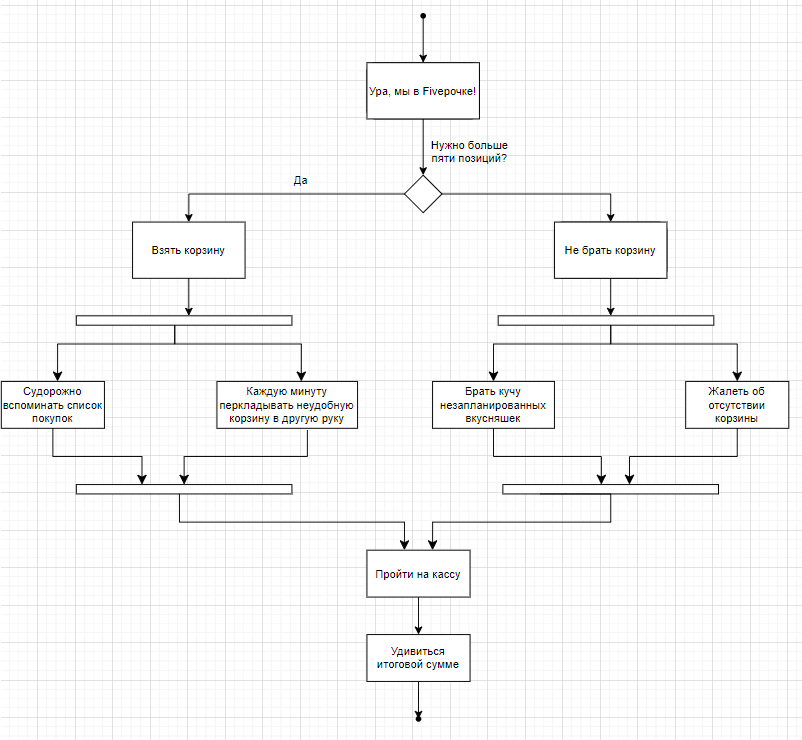 Ура, мы в Fiveрочке!
Нужно больше
пяти позиций?
Да
Взять корзину
Не брать корзину
Судорожно
вспоминать список
покупок
Каждую минуту
перкладывать неудобную
корзину в другую руку
Брать кучу
незапланированных
вкусняшек
Жалеть об
отсутствии
корзины
Пройти на кассу
Удивиться
итоговой сумме